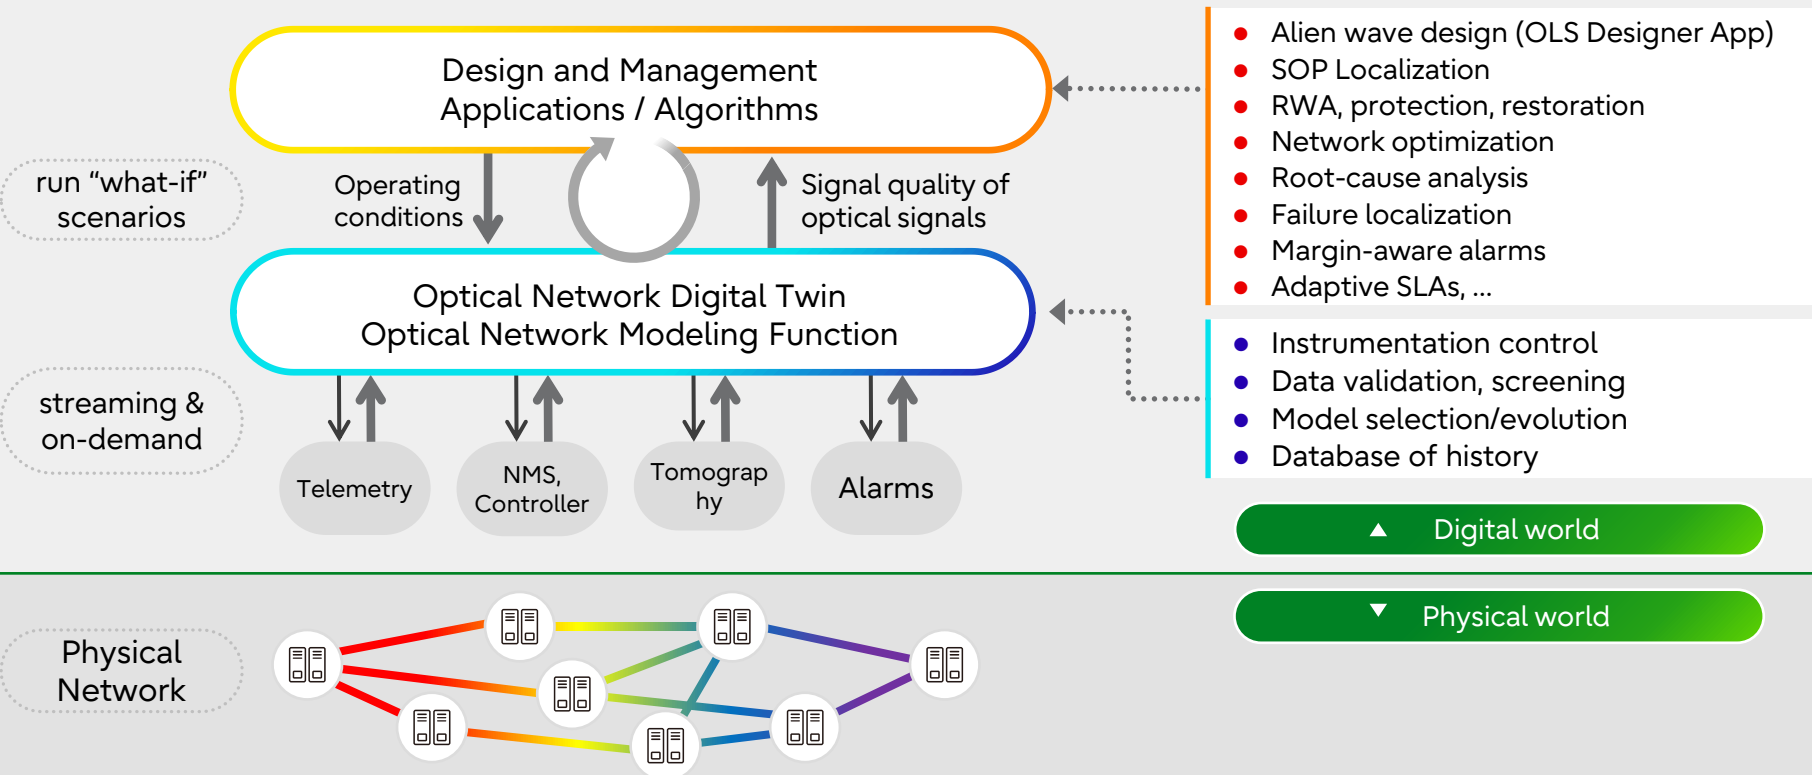 Design and Management
Applications / Algorithms
run “what-if”
scenarios
Operating
conditions
Signal quality of
optical signals
Optical Network Digital Twin
Optical Network Modeling Function
streaming &
on-demand
Telemetry
NMS,
Controller
Tomograp
hy
Alarms
● Alien wave design (OLS Designer App)
● SOP Localization
● RWA, protection, restoration
● Network optimization
● Root-cause analysis
● Failure localization
● Margin-aware alarms
● Adaptive SLAs, ...
● Instrumentation control
● Data validation, screening
● Model selection/evolution
● Database of history
▲ Digital world
▼ Physical world
Physical
Network